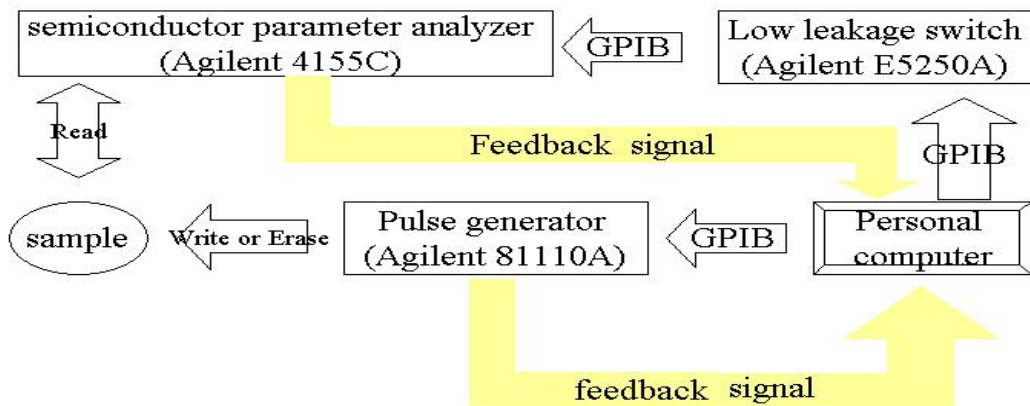 semiconductor parameter analyzer
(Agilent 4155C)
GPIB
Low leakage switch
(Agilent E5250A)
Read
Feedback signal
GPIB
sample
Write or Erase
Pulse generator
(Agilent 81110A)
GPIB
Personal
computer
feedback signal